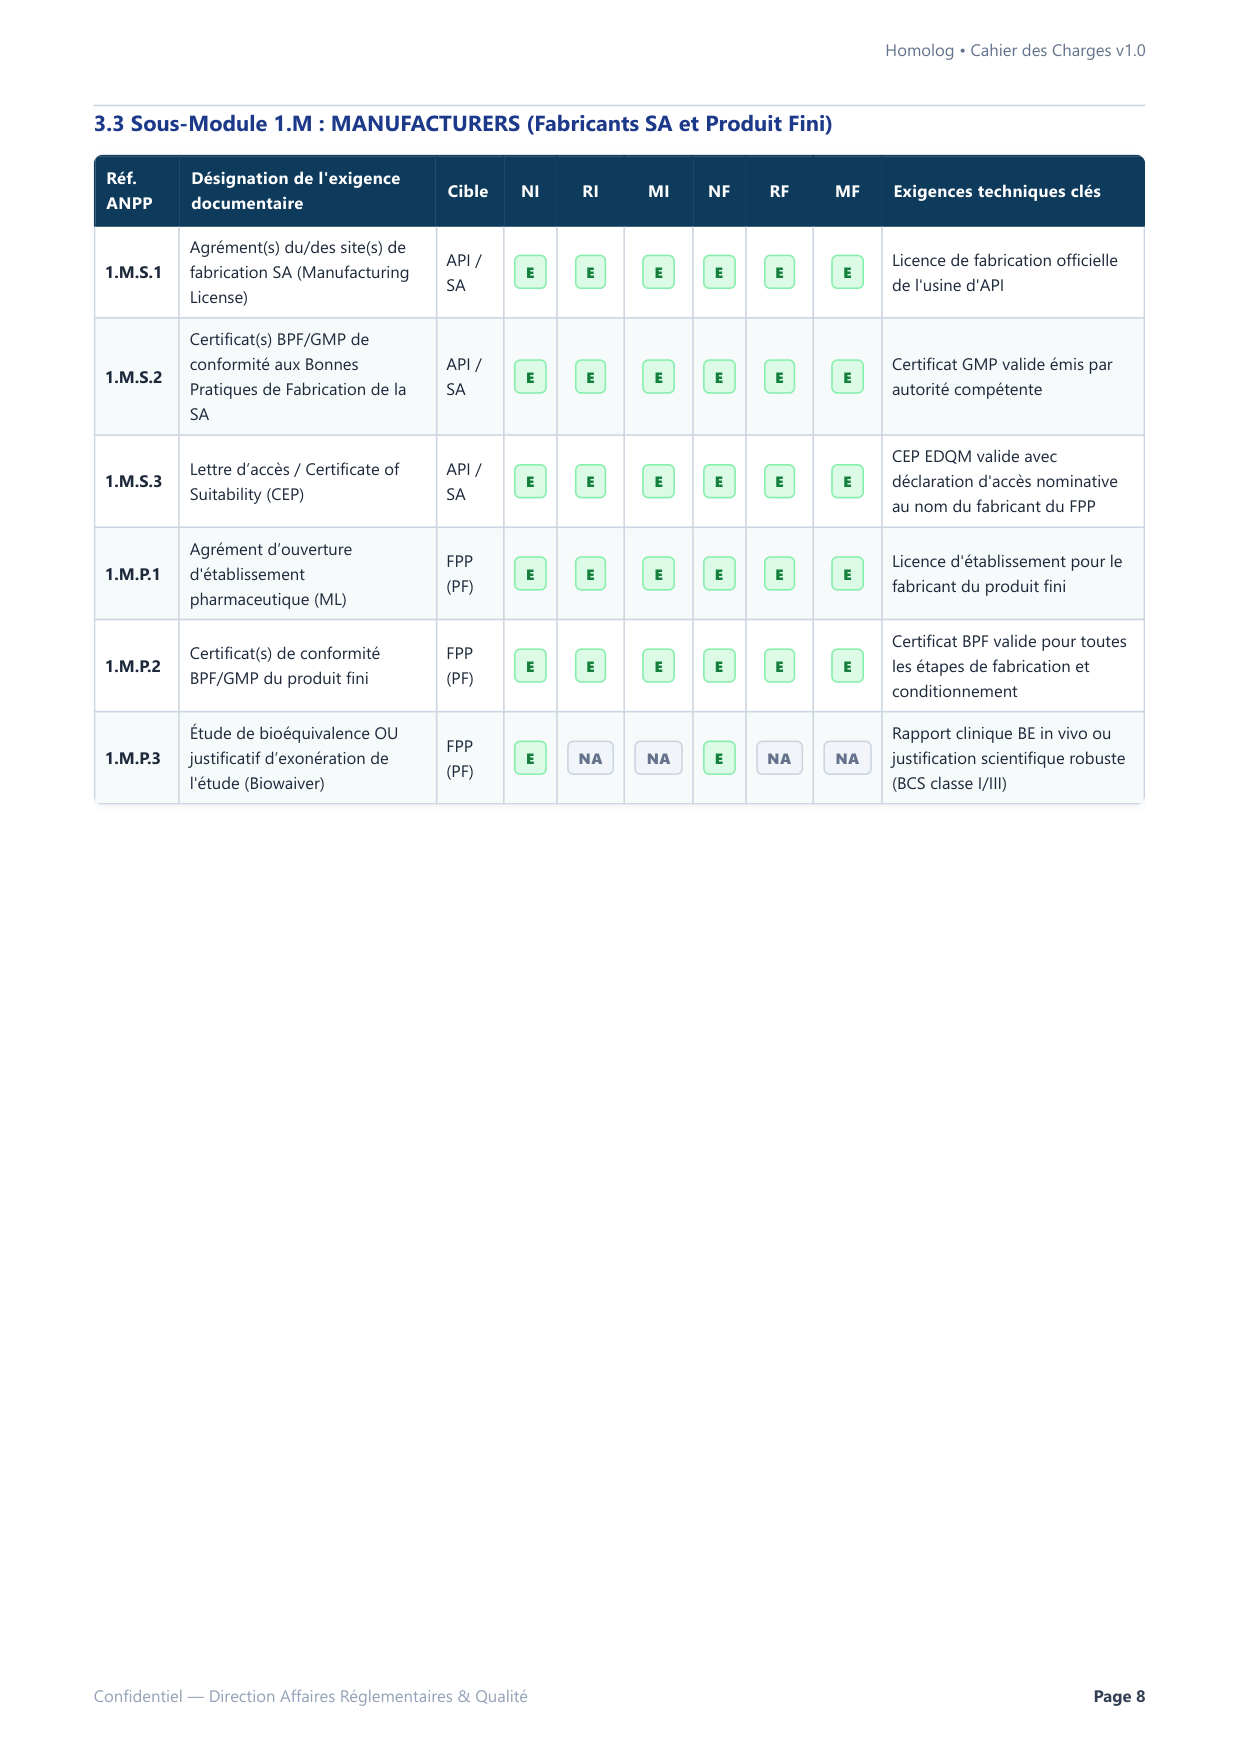 Homolog • Cahier des Charges v1.0
3.3 Sous-Module 1.M : MANUFACTURERS (Fabricants SA et Produit Fini)
Réf.
ANPP
Désignation de l'exigence
documentaire
Cible
NI
RI
MI
NF
RF
MF
Exigences techniques clés
1.M.S.1
Agrément(s) du/des site(s) de
fabrication SA (Manufacturing
License)
API /
SA
E
E
E
E
E
E
Licence de fabrication officielle
de l'usine d'API
1.M.S.2
Certificat(s) BPF/GMP de
conformité aux Bonnes
Pratiques de Fabrication de la
SA
API /
SA
E
E
E
E
E
E
Certificat GMP valide émis par
autorité compétente
1.M.S.3
Lettre d’accès / Certificate of
Suitability (CEP)
API /
SA
E
E
E
E
E
E
CEP EDQM valide avec
déclaration d'accès nominative
au nom du fabricant du FPP
1.M.P.1
Agrément d’ouverture
d'établissement
pharmaceutique (ML)
FPP
(PF)
E
E
E
E
E
E
Licence d'établissement pour le
fabricant du produit fini
1.M.P.2
Certificat(s) de conformité
BPF/GMP du produit fini
FPP
(PF)
E
E
E
E
E
E
Certificat BPF valide pour toutes
les étapes de fabrication et
conditionnement
1.M.P.3
Étude de bioéquivalence OU
justificatif d’exonération de
l'étude (Biowaiver)
FPP
(PF)
E
NA
NA
E
NA
NA
Rapport clinique BE in vivo ou
justification scientifique robuste
(BCS classe I/III)
Confidentiel — Direction Affaires Réglementaires & Qualité
Page 8